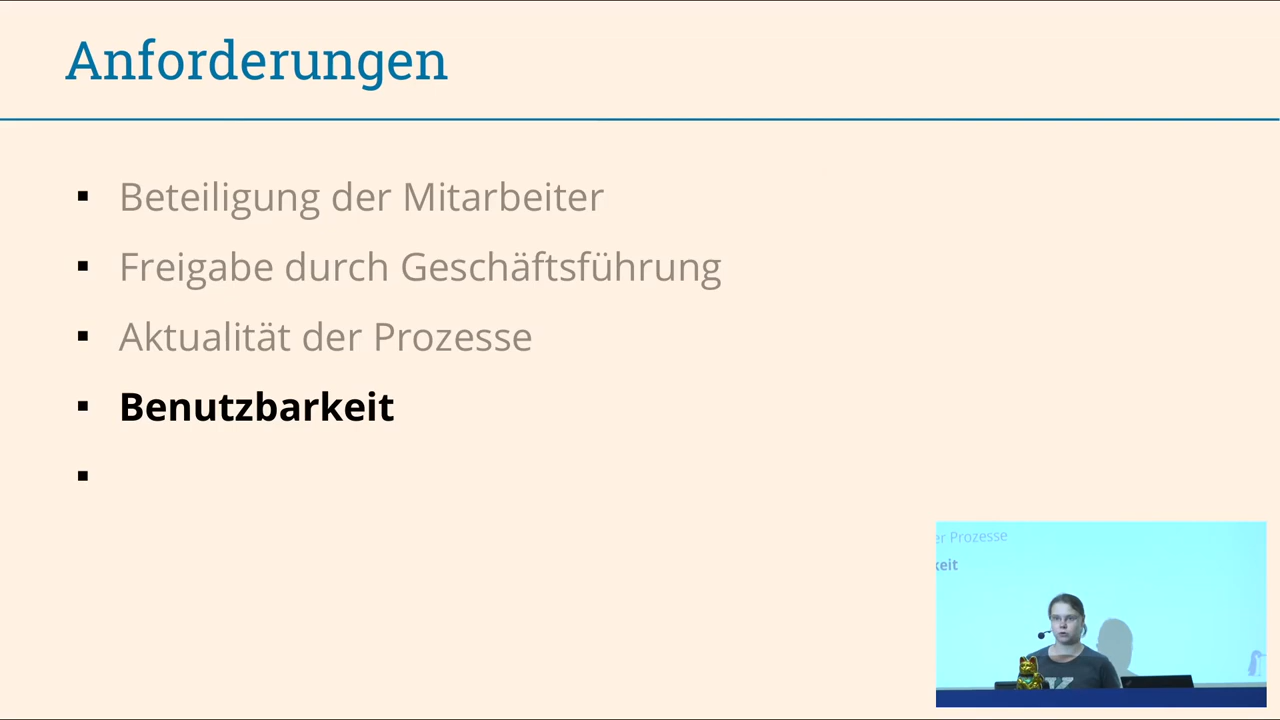 Anforderungen
Beteiligung der Mitarbeiter
Freigabe durch Geschäftsführung
Aktualität der Prozesse
Benutzbarkeit
er Prozesse
keit